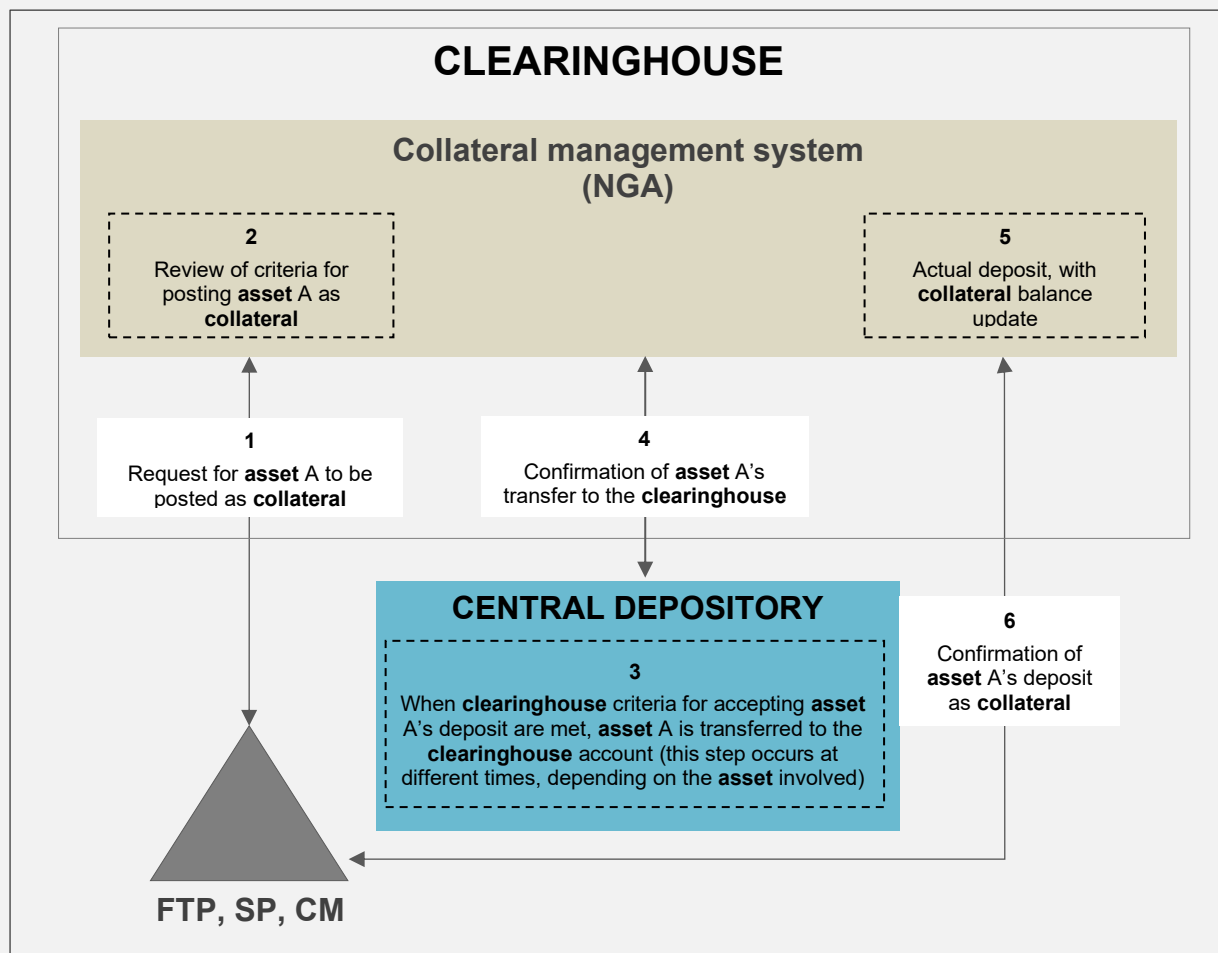 CLEARINGHOUSE
Collateral management system
(NGA)
2
Review of criteria for
posting asset A as
collateral
5
Actual deposit, with
collateral balance
update
1
Request for asset A to be
posted as collateral
4
Confirmation of asset A’s
transfer to the clearinghouse
CENTRAL DEPOSITORY
3
When clearinghouse criteria for accepting asset
A’s deposit are met, asset A is transferred to the
clearinghouse account (this step occurs at
different times, depending on the asset involved)
6
Confirmation of
asset A’s deposit
as collateral
FTP, SP, CM